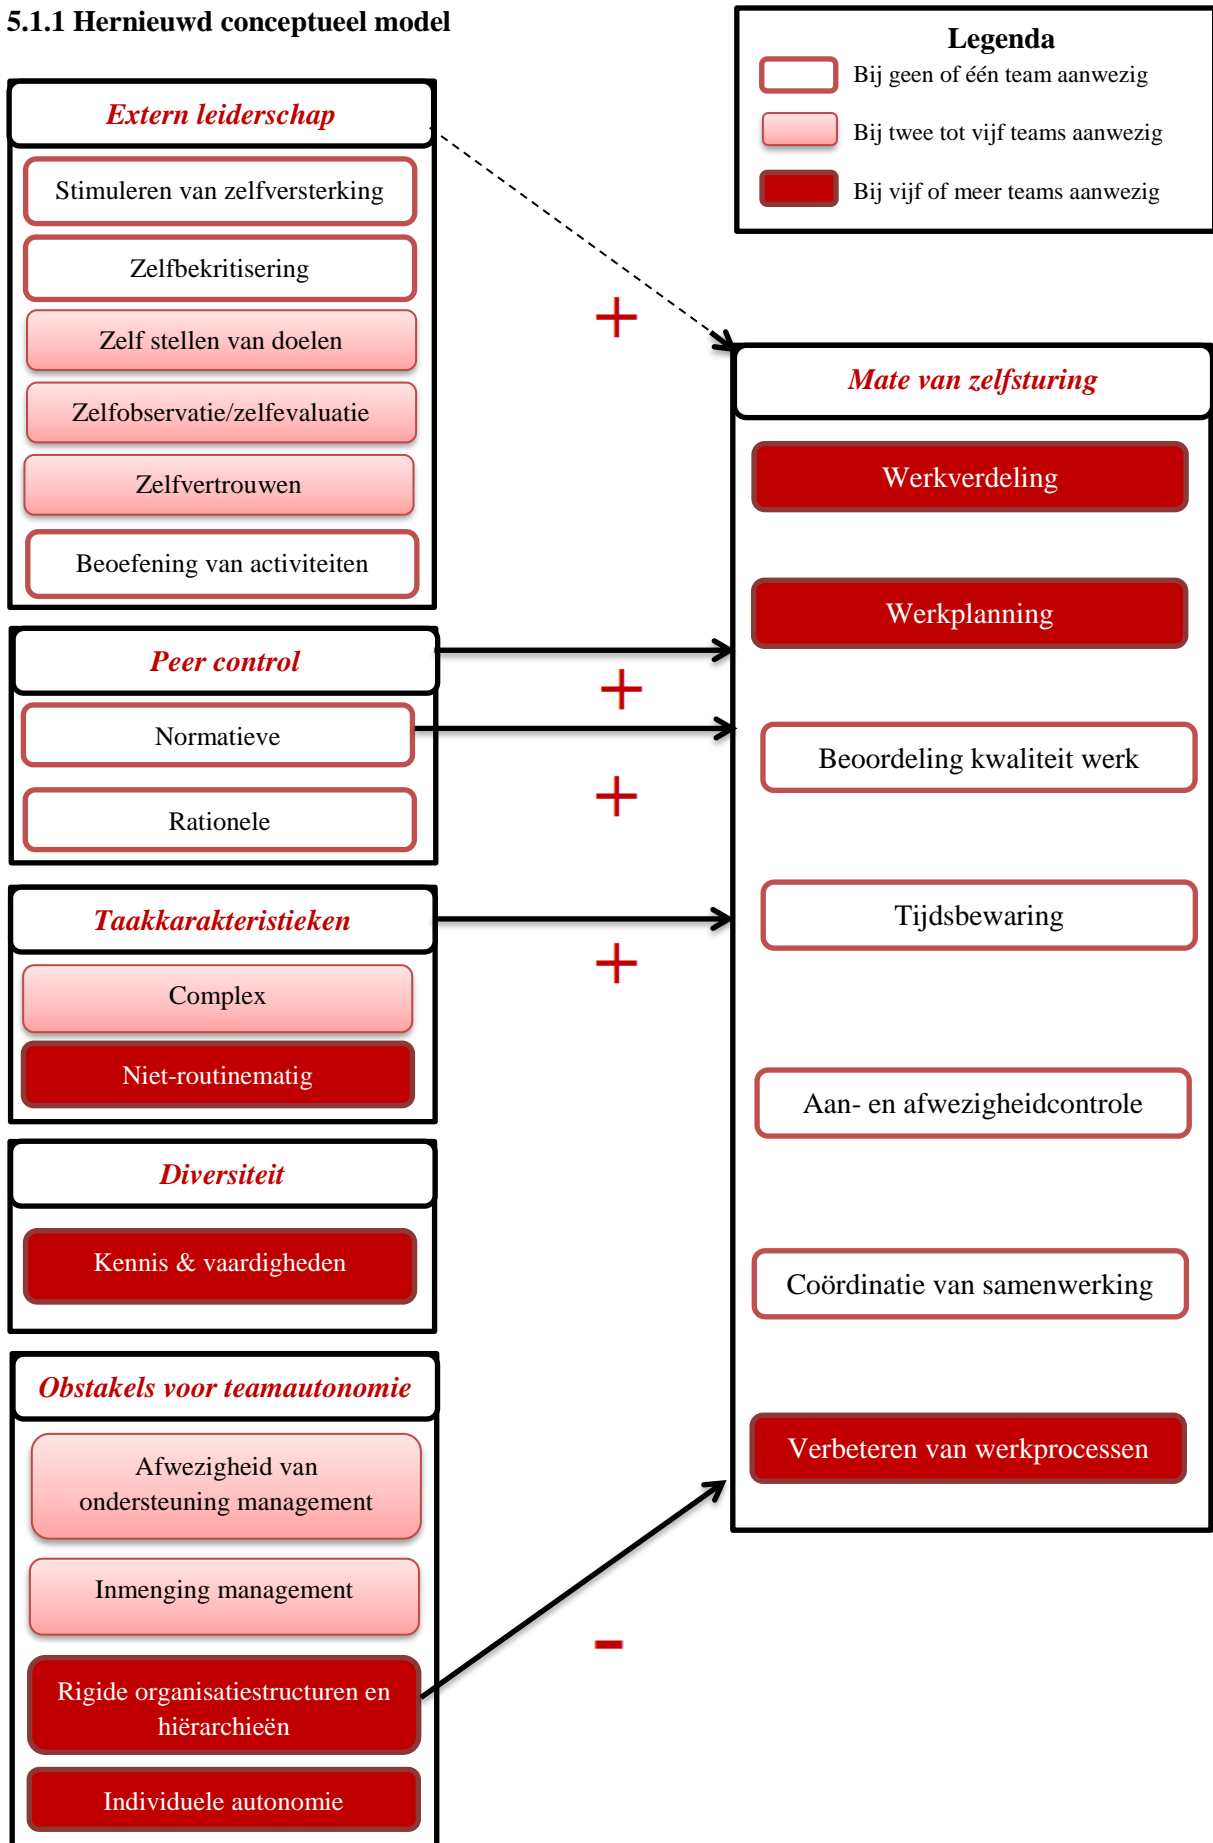 5.1.1 Hernieuwd conceptueel model
Legenda
Bij geen of één team aanwezig
Bij twee tot vijf teams aanwezig
Bij vijf of meer teams aanwezig
Extern leiderschap
Stimuleren van zelfversterking
Zelfbekritisering
Zelf stellen van doelen
Zelfobservatie/zelfevaluatie
Zelfvertrouwen
Beoefening van activiteiten
+
Peer control
Normatieve
Rationele
+
+
Taakkarakteristieken
Complex
Niet-routinematig
+
Diversiteit
Kennis & vaardigheden
Obstakels voor teamautonomie
Afwezigheid van
ondersteuning management
Inmenging management
Rigide organisatiestructuren en
hiërarchieën
Individuele autonomie
-
Mate van zelfsturing
Werkverdeling
Werkplanning
Beoordeling kwaliteit werk
Tijdsbewaring
Aan- en afwezigheidcontrole
Coördinatie van samenwerking
Verbeteren van werkprocessen